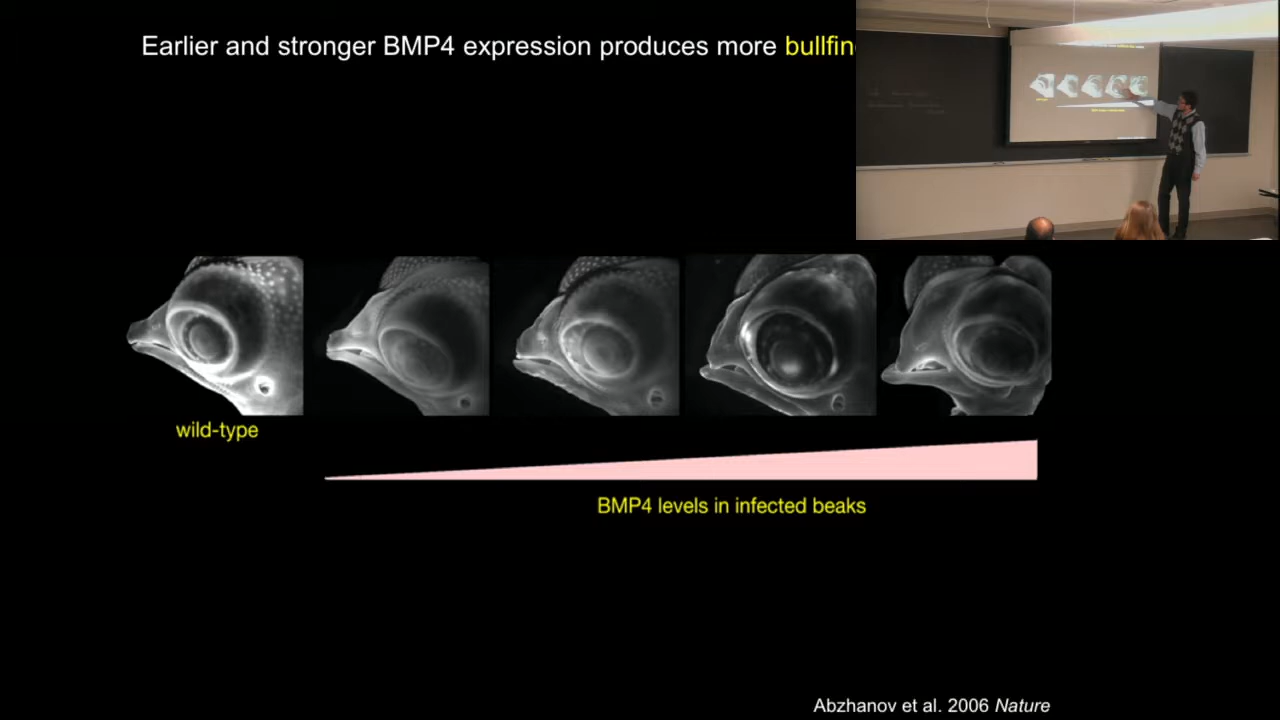 Earlier and stronger BMP4 expression produces more bullfin
wild-type
BMP4 levels in infected beaks
Abzhanov et al. 2006 Nature